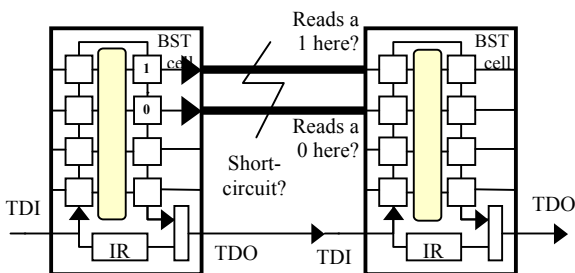 Reads a
1 here?
BST
cell
1
0
BST
cell
Reads a
0 here?
Short-
circuit?
TDI
IR
TDO
TDI
IR
TDO